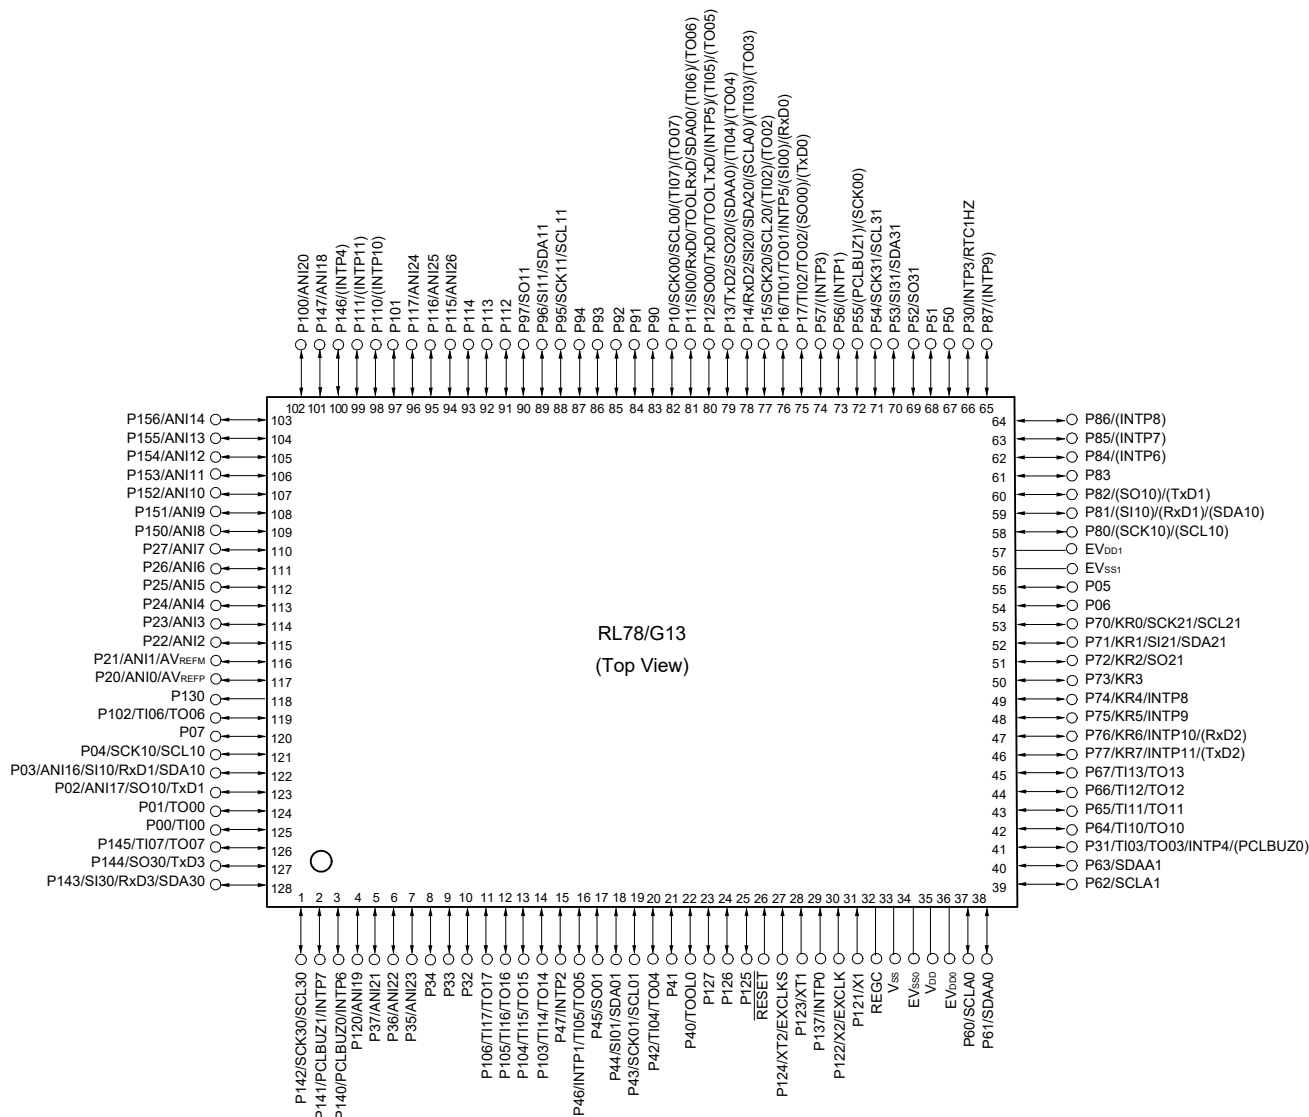 P100/ANI20
P147/ANI18
P146/(INTP4)
P111/(INTP11)
P110/(INTP10)
P101
P117/ANI24
P116/ANI25
P115/ANI26
P114
P113
P112
P97/SO11
P96/SI11/SDA11
P95/SCK11/SCL11
P94
P93
P92
P91
P90
P10/SCK00/SCL00/(TI07)/(TO07)
P11/SI00/RxD0/TOOLRxD/SDA00/(TI06)/(TO06)
P12/SO00/TxD0/TOOLTxD/(INTP5)/(TI05)/(TO05)
P13/TxD2/SO20/(SDAA0)/(TI04)/(TO04)
P14/RxD2/SI20/SDA20/(SCLA0)/(TI03)/(TO03)
P15/SCK20/SCL20/(TI02)/(TO02)
P16/TI01/TO01/INTP5/(SI00)/(RxD0)
P17/TI02/TO02/(SO00)/(TxD0)
P57/(INTP3)
P56/(INTP1)
P55/(PCLBUZ1)/(SCK00)
P54/SCK31/SCL31
P53/SI31/SDA31
P52/SO31
P51
P50
P30/INTP3/RTC1HZ
P87/(INTP9)
102 101 100 99 98 97 96 95 94 93 92 91 90 89 88 87 86 85 84 83 82 81 80 79 78 77 76 75 74 73 72 71 70 69 68 67 66 65
P156/ANI14 103
P155/ANI13 104
P154/ANI12 105
P153/ANI11 106
P152/ANI10 107
P151/ANI9 108
P150/ANI8 109
P27/ANI7 110
P26/ANI6 111
P25/ANI5 112
P24/ANI4 113
P23/ANI3 114
P22/ANI2 115
P21/ANI1/AVREFM 116
P20/ANI0/AVREFP 117
P130 118
P102/TI06/TO06 119
P07 120
P04/SCK10/SCL10 121
P03/ANI16/SI10/RxD1/SDA10 122
P02/ANI17/SO10/TxD1 123
P01/TO00 124
P00/TI00 125
P145/TI07/TO07 126
P144/SO30/TxD3 127
P143/SI30/RxD3/SDA30 128
RL78/G13
(Top View)
64 P86/(INTP8)
63 P85/(INTP7)
62 P84/(INTP6)
61 P83
60 P82/(SO10)/(TxD1)
59 P81/(SI10)/(RxD1)/(SDA10)
58 P80/(SCK10)/(SCL10)
57 EVDD1
56 EVSS1
55 P05
54 P06
53 P70/KR0/SCK21/SCL21
52 P71/KR1/SI21/SDA21
51 P72/KR2/SO21
50 P73/KR3
49 P74/KR4/INTP8
48 P75/KR5/INTP9
47 P76/KR6/INTP10/(RxD2)
46 P77/KR7/INTP11/(TxD2)
45 P67/TI13/TO13
44 P66/TI12/TO12
43 P65/TI11/TO11
42 P64/TI10/TO10
41 P31/TI03/TO03/INTP4/(PCLBUZ0)
40 P63/SDAA1
39 P62/SCLA1
1 2 3 4 5 6 7 8 9 10 11 12 13 14 15 16 17 18 19 20 21 22 23 24 25 26 27 28 29 30 31 32 33 34 35 36 37 38
P142/SCK30/SCL30
P141/PCLBUZ1/INTP7
P140/PCLBUZ0/INTP6
P120/ANI19
P37/ANI21
P36/ANI22
P35/ANI23
P34
P33
P32
P106/TI17/TO17
P105/TI16/TO16
P104/TI15/TO15
P103/TI14/TO14
P47/INTP2
P46/INTP1/TI05/TO05
P45/SO01
P44/SI01/SDA01
P43/SCK01/SCL01
P42/TI04/TO04
P41
P40/TOOL0
P127
P126
P125
RESET
P124/XT2/EXCLKS
P123/XT1
P137/INTP0
P122/X2/EXCLK
P121/X1
REGC
VSS
EVSS0
VDD
EVDD0
P60/SCLA0
P61/SDAA0